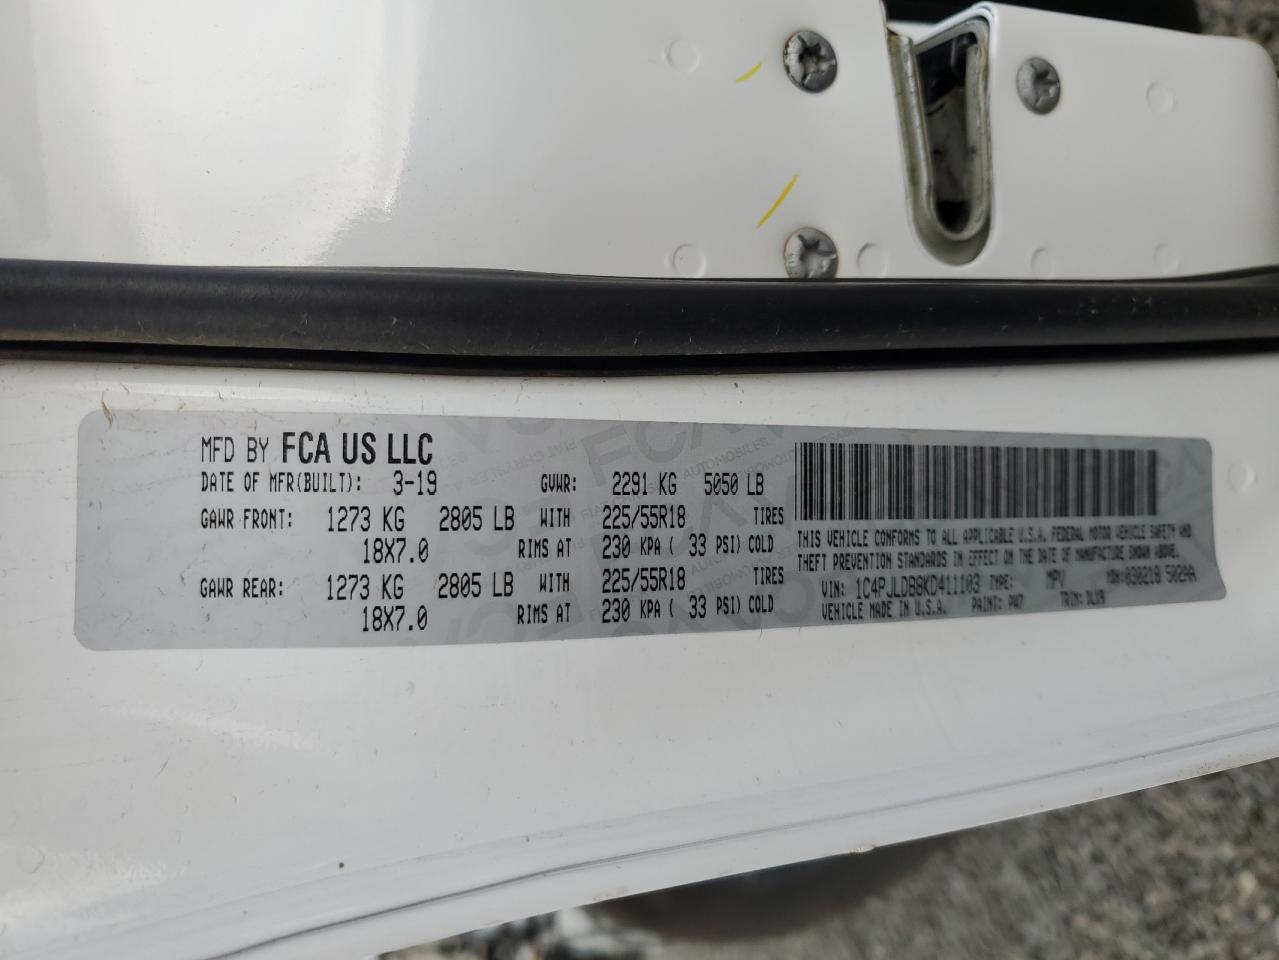 MFD BY FCA US LLC
DATE OF MFR(BUILT): 3-19 GVWR: 2291 KG 5050 LB
GAWR FRONT: 1273 KG 2805 LB WITH 225/55R18 TIRES
18X7.0 RIMS AT 230 KPA ( 33 PSI) COLD
GAWR REAR: 1273 KG 2805 LB WITH 225/55R18 TIRES
18X7.0 RIMS AT 230 KPA ( 33 PSI) COLD
THIS VEHICLE CONFORMS TO ALL APPLICABLE U.S.A. FEDERAL MOTOR VEHICLE SAFETY AND
THEFT PREVENTION STANDARDS IN EFFECT ON THE DATE OF MANUFACTURE SHOWN ABOVE.
VIN: 1C4PJLDB8KD411103 TYPE: MPV MDH: 030218 502AA
VEHICLE MADE IN U.S.A. PAINT: PW7 TRIM: